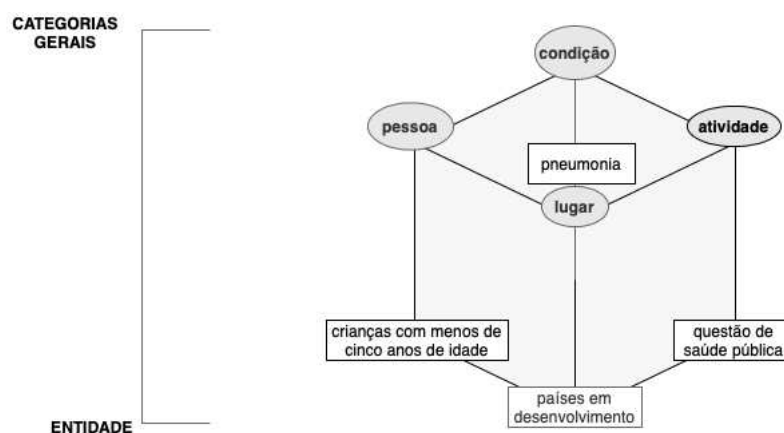 CATEGORIAS
GERAIS
condição
pessoa
atividade
pneumonia
lugar
crianças com menos de
cinco anos de idade
questão de
saúde pública
países em
desenvolvimento
ENTIDADE